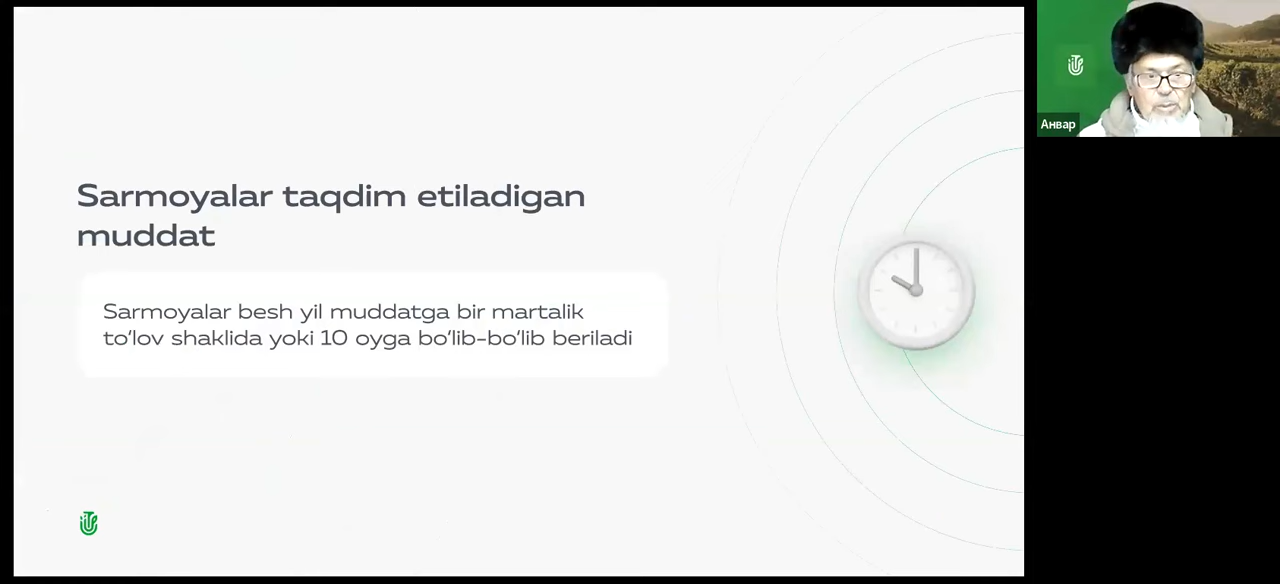 Sarmoyalar taqdim etiladigan
muddat
Sarmoyalar besh yil muddatga bir martalik
to‘lov shaklida yoki 10 oyga bo‘lib-bo‘lib beriladi
Анвар